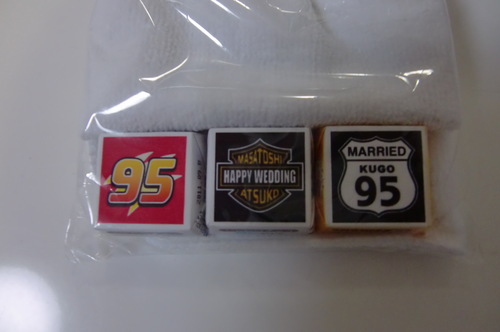 95
MASATOSHI
HAPPY WEDDING
ATSUKO
MARRIED
KUGO
95